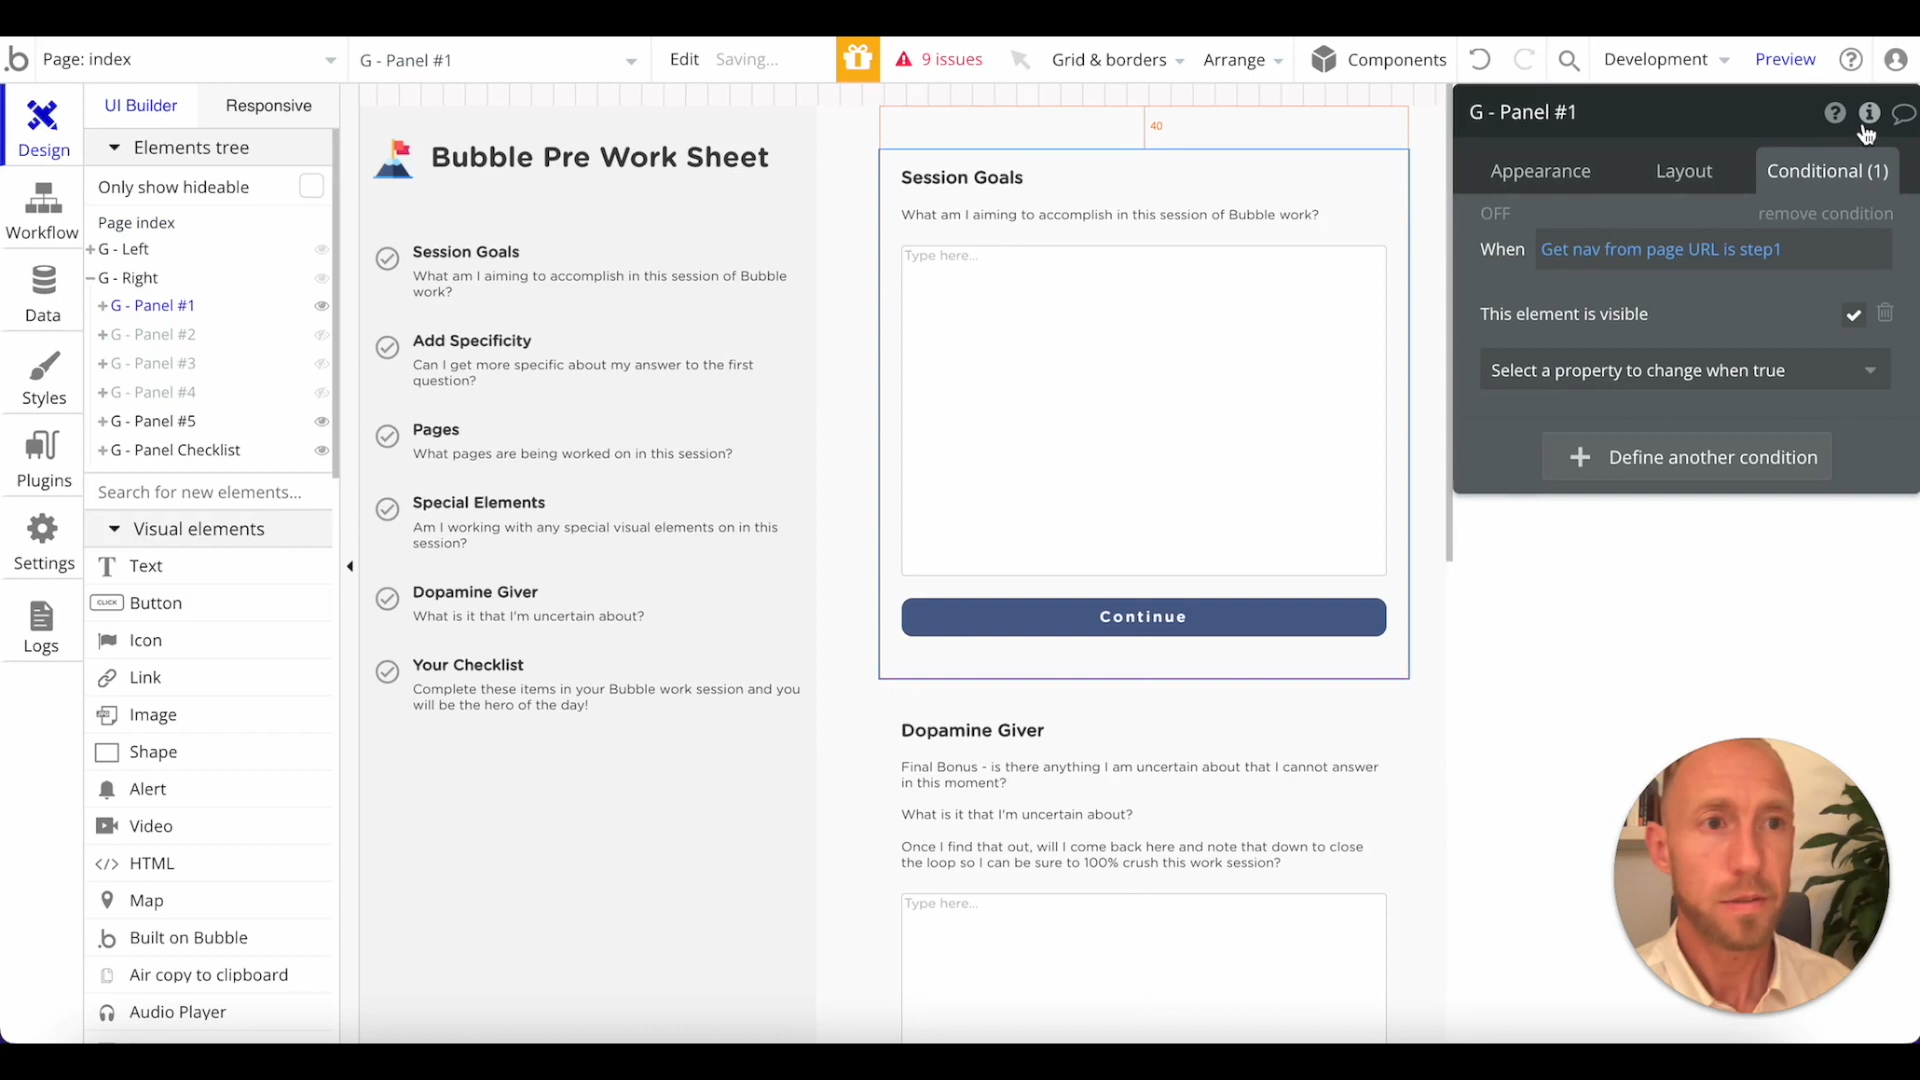 Page: index
G - Panel #1
Edit
Saving...
9 issues
Grid & borders
Arrange
Components
Development
Preview
?
Design
Workflow
Data
Styles
Plugins
Settings
Logs
UI Builder
Responsive
Elements tree
Only show hideable
Page index
G - Left
G - Right
G - Panel #1
G - Panel #2
G - Panel #3
G - Panel #4
G - Panel #5
G - Panel Checklist
Search for new elements...
Visual elements
Text
CLICK Button
Icon
Link
Image
Shape
Alert
Video
</> HTML
Map
Built on Bubble
Air copy to clipboard
Audio Player
Bubble Pre Work Sheet
Session Goals
What am I aiming to accomplish in this session of Bubble
work?
Add Specificity
Can I get more specific about my answer to the first
question?
Pages
What pages are being worked on in this session?
Special Elements
Am I working with any special visual elements on in this
session?
Dopamine Giver
What is it that I'm uncertain about?
Your Checklist
Complete these items in your Bubble work session and you
will be the hero of the day!
40
Session Goals
What am I aiming to accomplish in this session of Bubble work?
Type here...
Continue
Dopamine Giver
Final Bonus - is there anything I am uncertain about that I cannot answer
in this moment?
What is it that I'm uncertain about?
Once I find that out, will I come back here and note that down to close
the loop so I can be sure to 100% crush this work session?
Type here...
G - Panel #1
?
Appearance
Layout
Conditional (1)
OFF
remove condition
When
Get nav from page URL is step1
This element is visible
Select a property to change when true
Define another condition